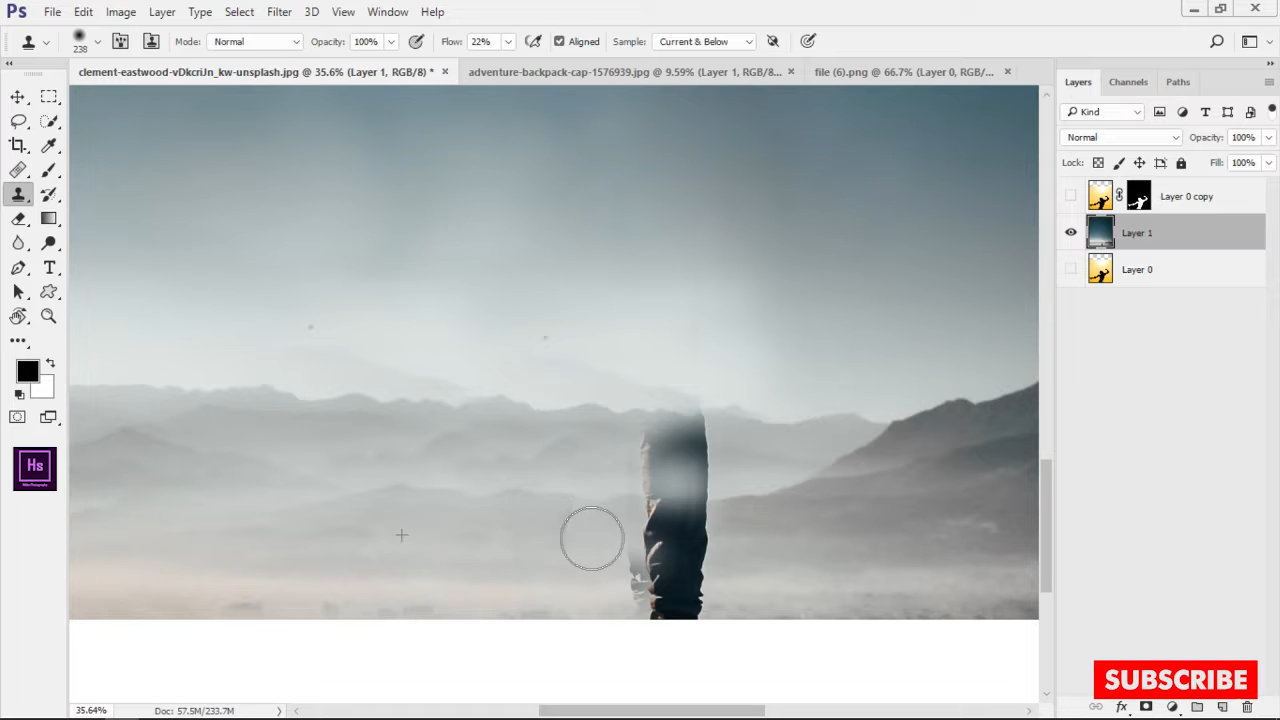 Ps File Edit Image Layer Type Select Filter 3D View Window Help
238 Mode: Normal Opacity: 100% Flow: 22% Aligned Sample: Current & Below
clement-eastwood-vDkcriJn_kw-unsplash.jpg @ 35.6% (Layer 1, RGB/8) * adventure-backpack-cap-1576939.jpg @ 9.59% (Layer 1, RGB/8... file (6).png @ 66.7% (Layer 0, RGB/...
Layers Channels Paths
Kind
Normal Opacity: 100%
Lock: Fill: 100%
Layer 0 copy
Layer 1
Layer 0
Hs
SUBSCRIBE
35.64% Doc: 57.5M/233.7M